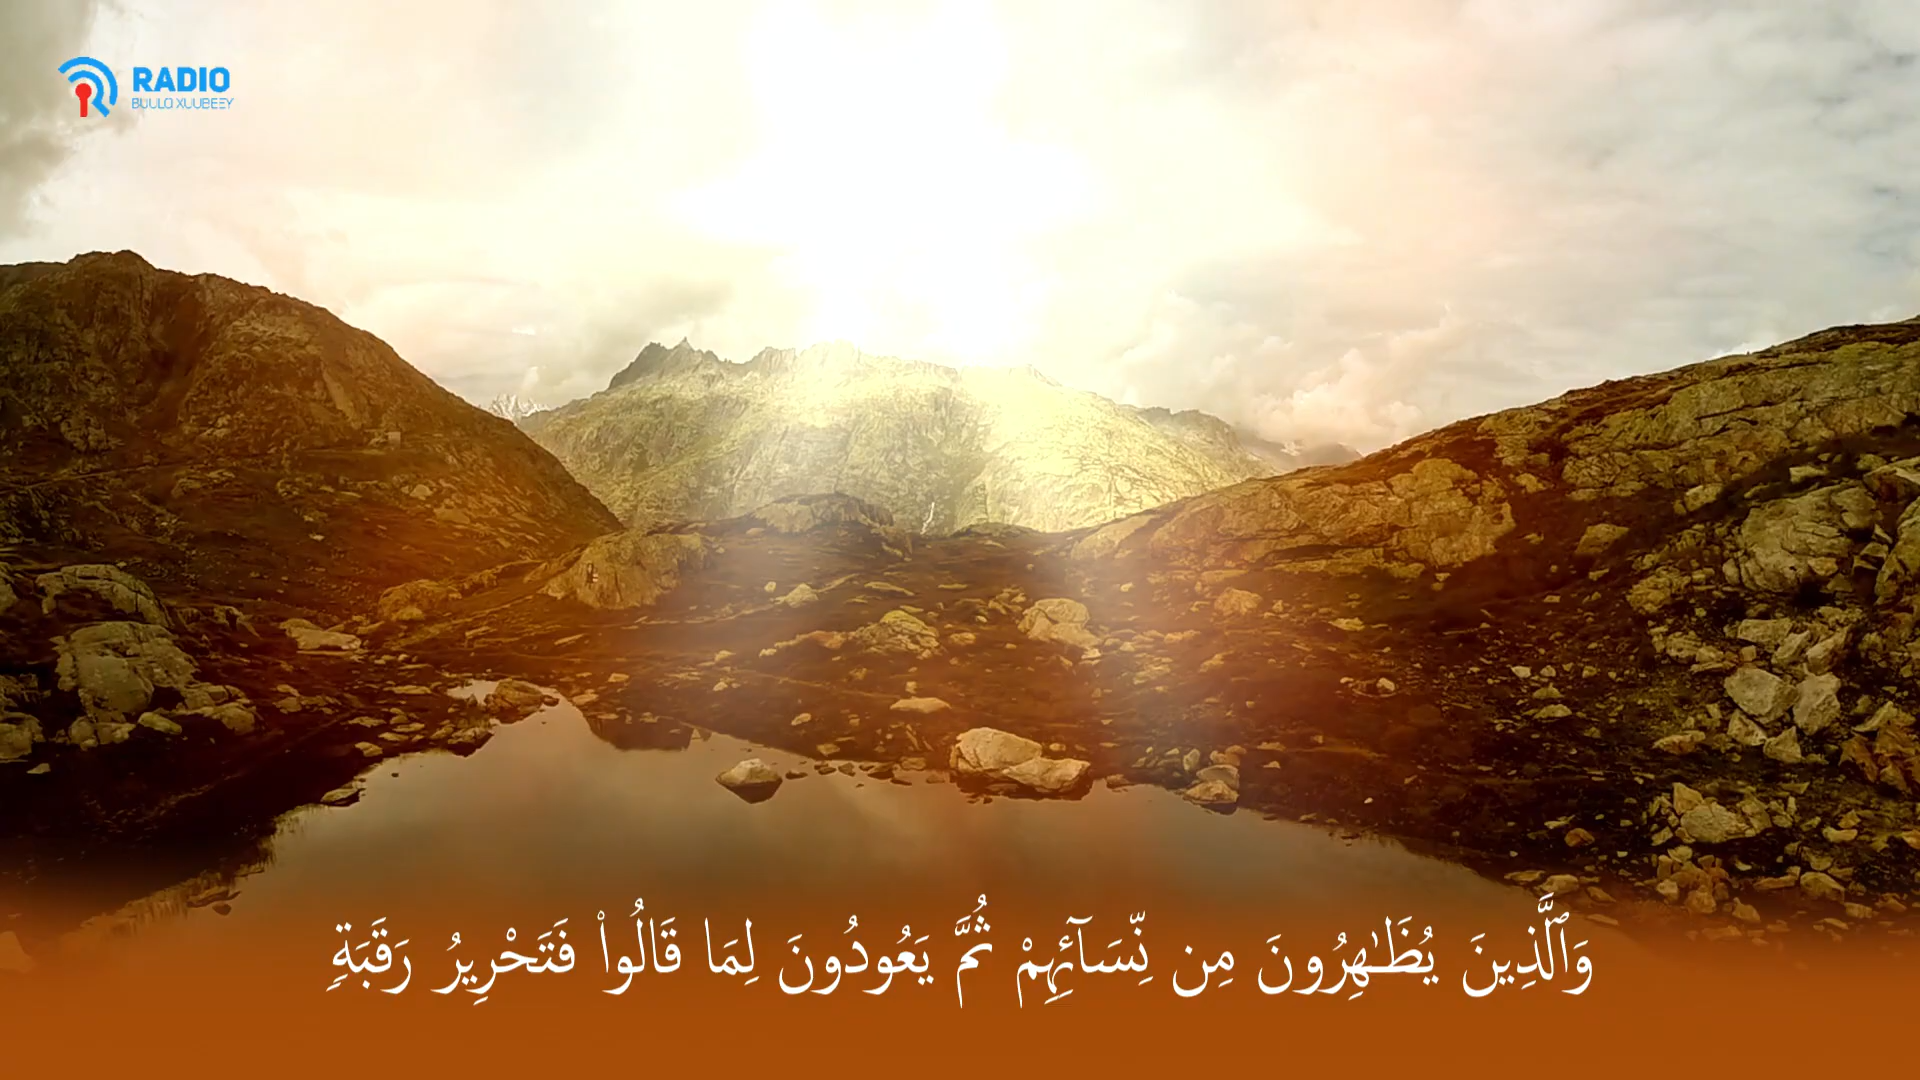 RADIO
BUULO XUUBEEY
وَٱلَّذِينَ يُظَـٰهِرُونَ مِن نِّسَآئِهِمْ ثُمَّ يَعُودُونَ لِمَا قَالُوا۟ فَتَحْرِيرُ رَقَبَةٍۢ